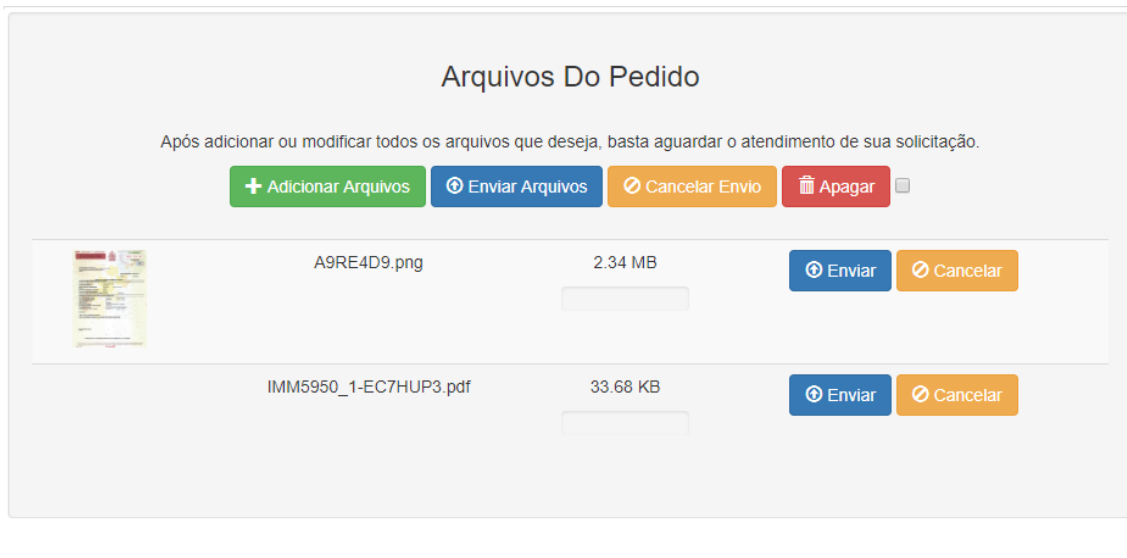 Arquivos Do Pedido
Após adicionar ou modificar todos os arquivos que deseja, basta aguardar o atendimento de sua solicitação.
Adicionar Arquivos Enviar Arquivos Cancelar Envio Apagar
A9RE4D9.png 2.34 MB Enviar Cancelar
IMM5950_1-EC7HUP3.pdf 33.68 KB Enviar Cancelar